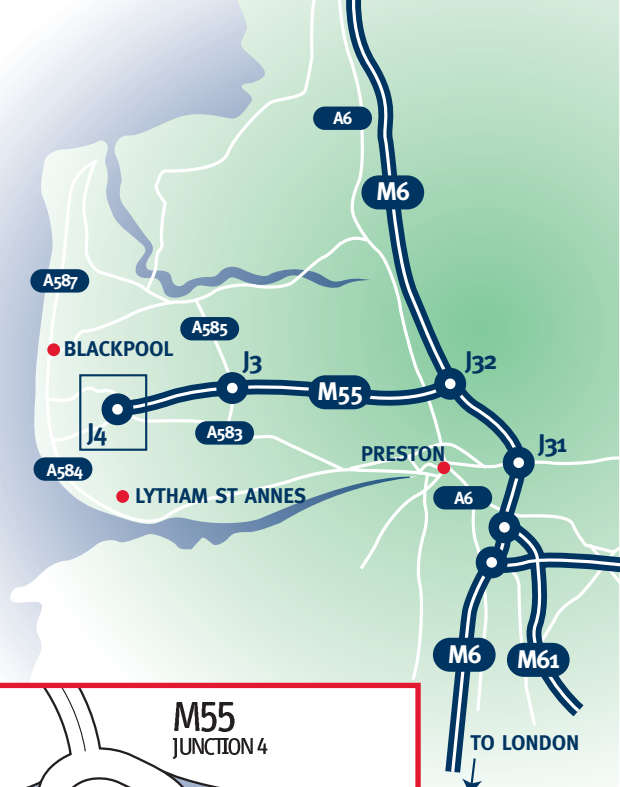 A6
M6
A587
A585
BLACKPOOL
J3
J32
M55
J4
A583
J31
PRESTON
A584
LYTHAM ST ANNES
A6
M6
M61
M55
JUNCTION 4
TO LONDON